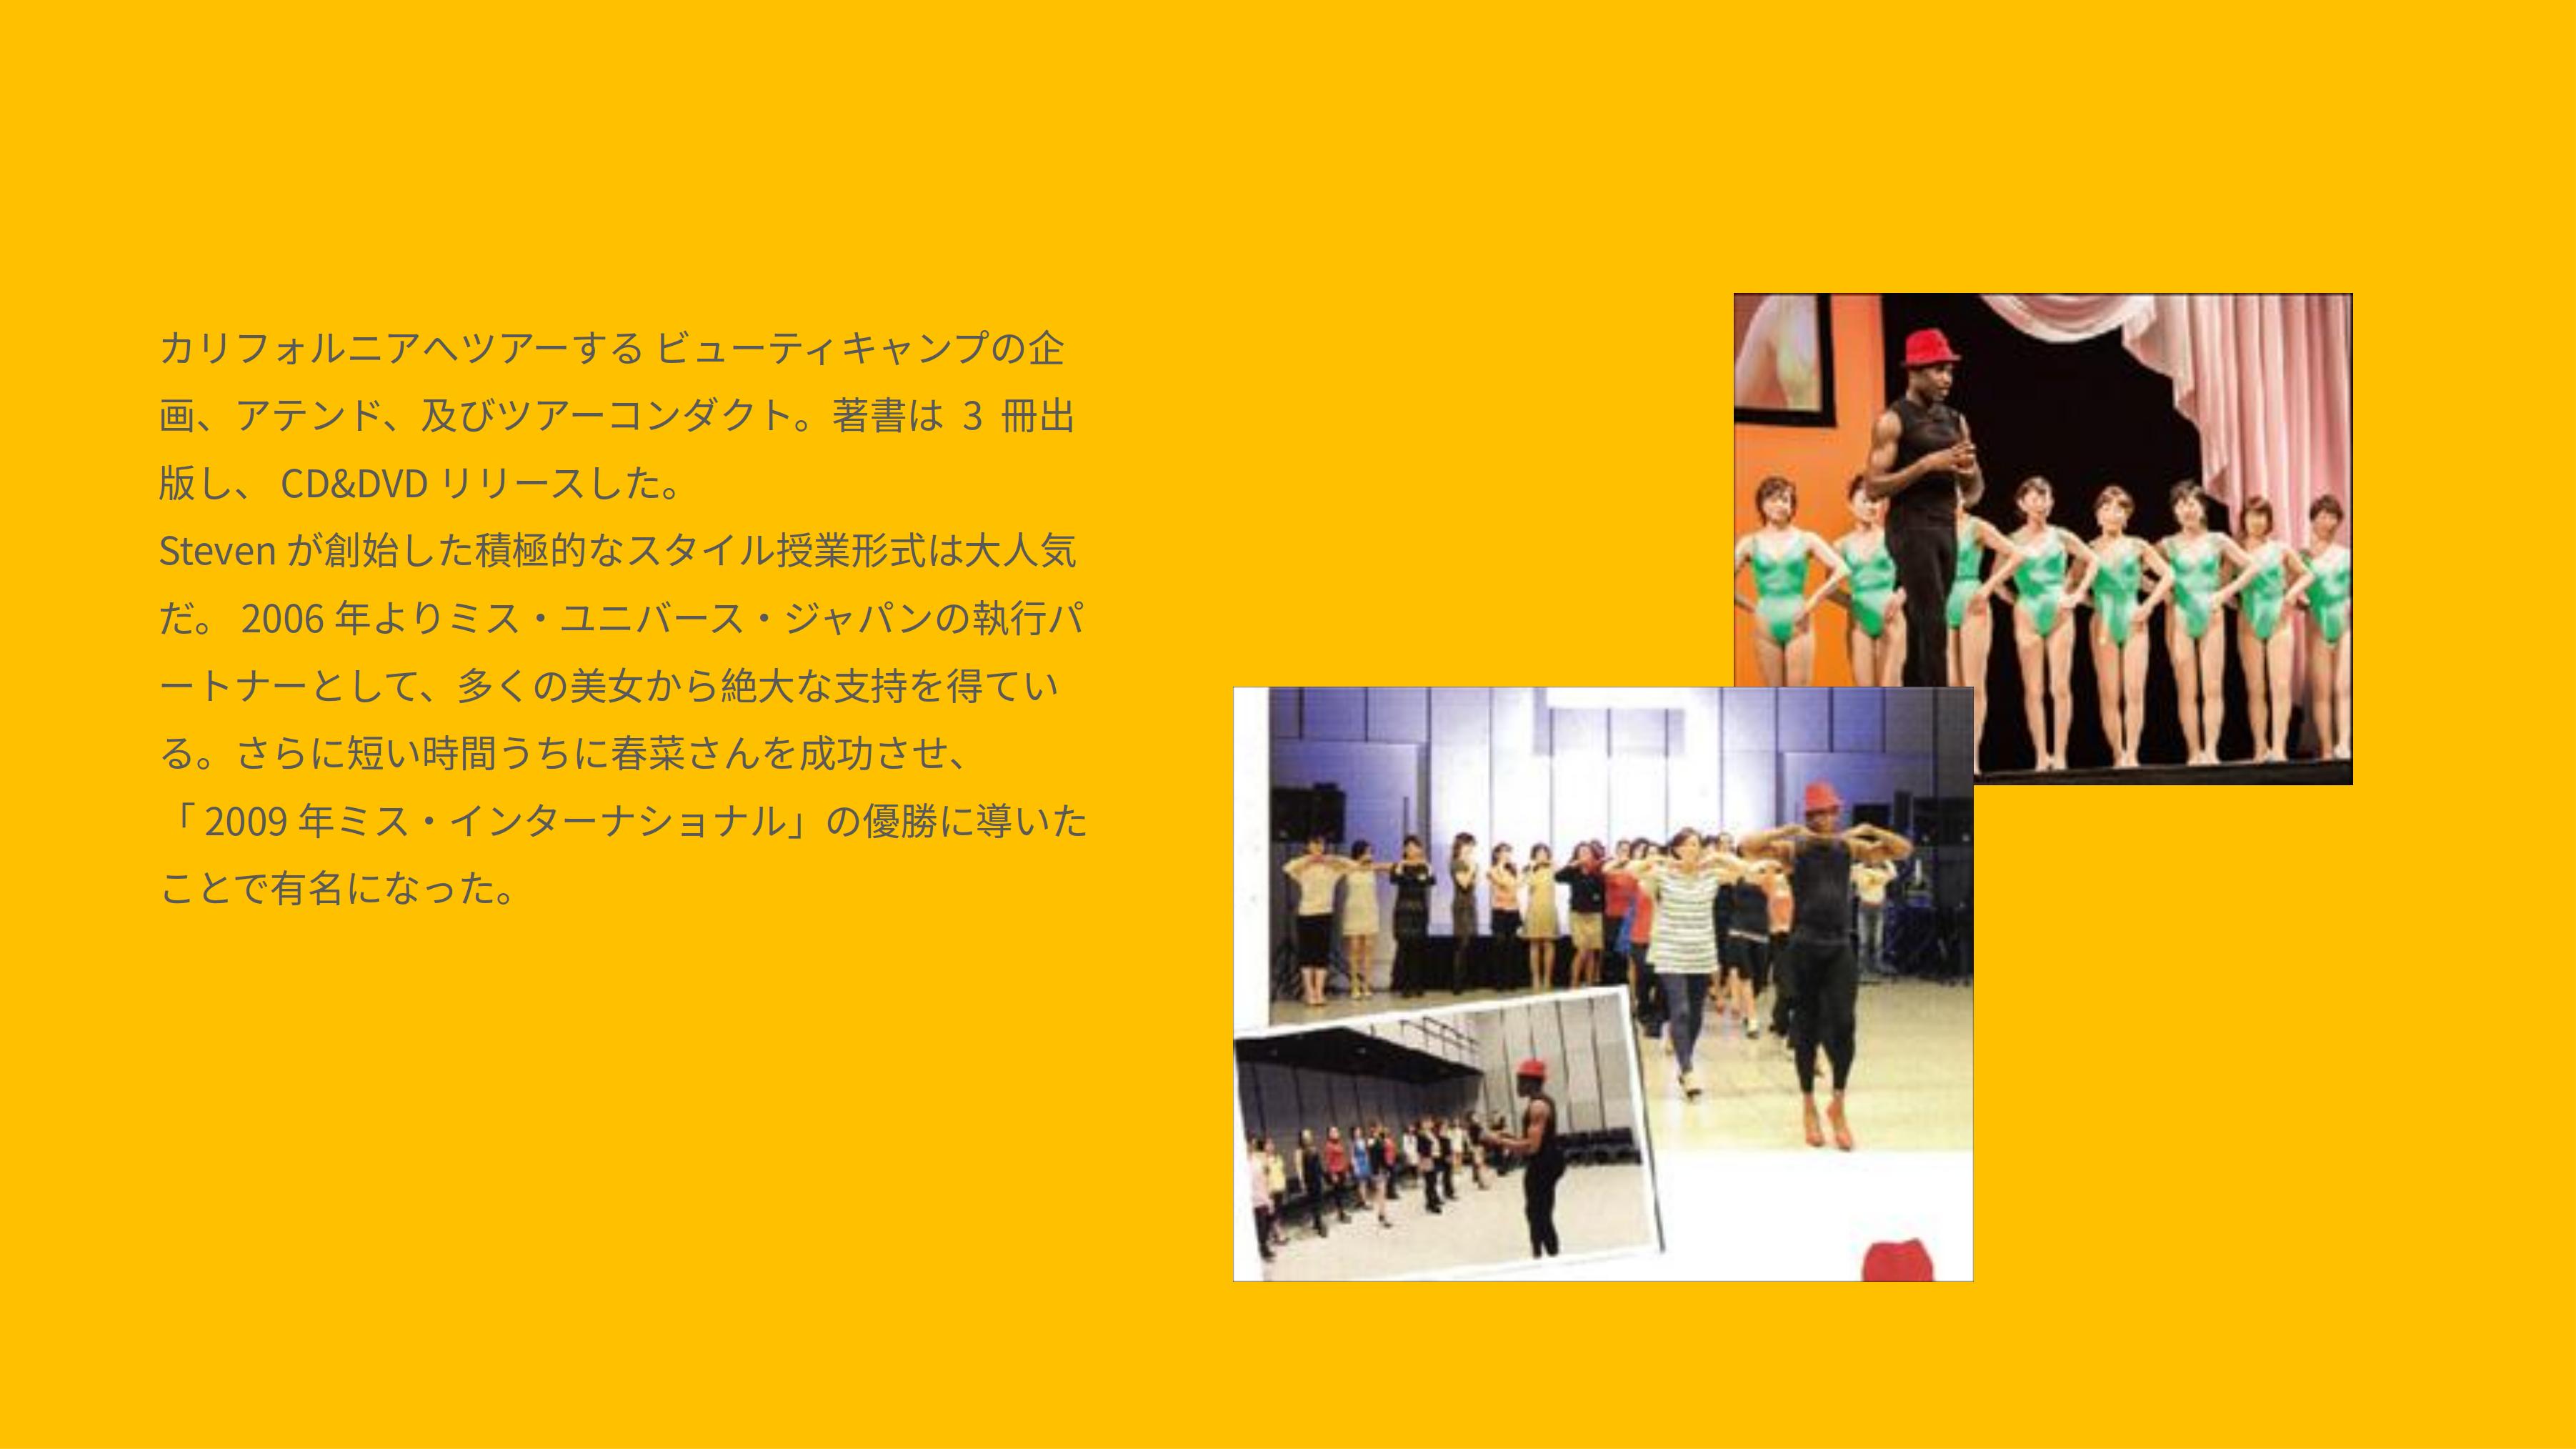 カリフォルニアへツアーする ビューティキャンプの企
画、アテンド、及びツアーコンダクト。著書は 3 冊出
版し、 CD&DVD リリースした。
Steven が創始した積極的なスタイル授業形式は大人気
だ。 2006 年よりミス・ユニバース・ジャパンの執行パ
ートナーとして、多くの美女から絶大な支持を得てい
る。さらに短い時間うちに春菜さんを成功させ、
「 2009 年ミス・インターナショナル」の優勝に導いた
ことで有名になった。